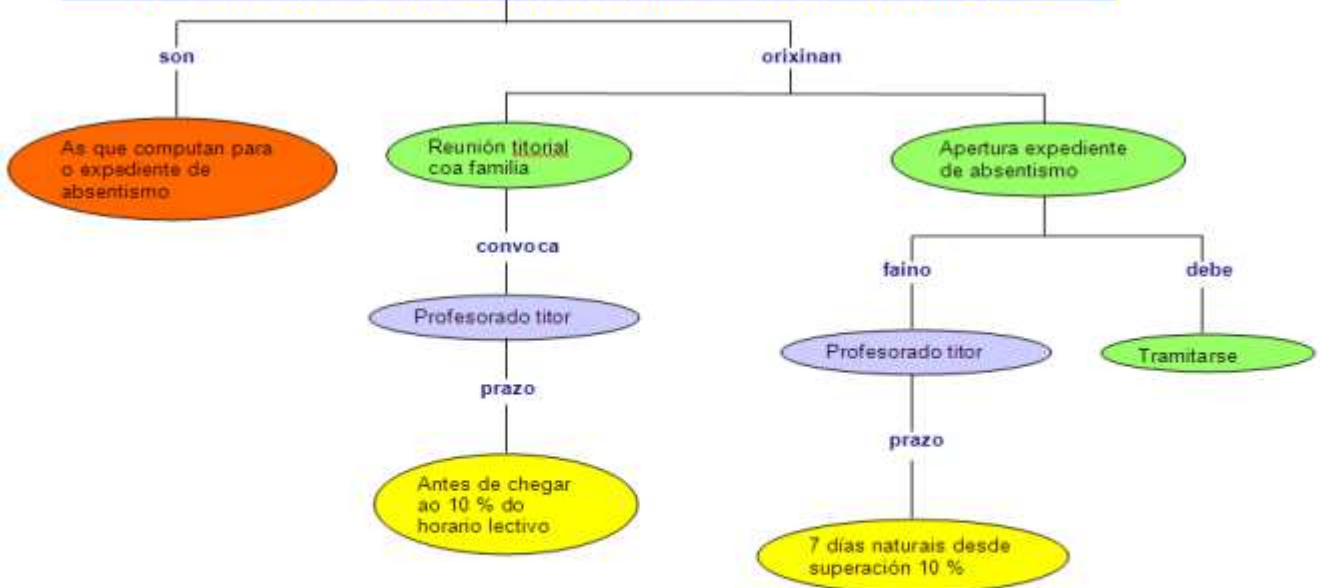 son
orixinan
As que computan para
o expediente de
absentismo
Reunión titorial
coa familia
Apertura expediente
de absentismo
convoca
faino
debe
Profesorado titor
Profesorado titor
Tramitarse
prazo
prazo
Antes de chegar
ao 10 % do
horario lectivo
7 días naturais desde
superación 10 %